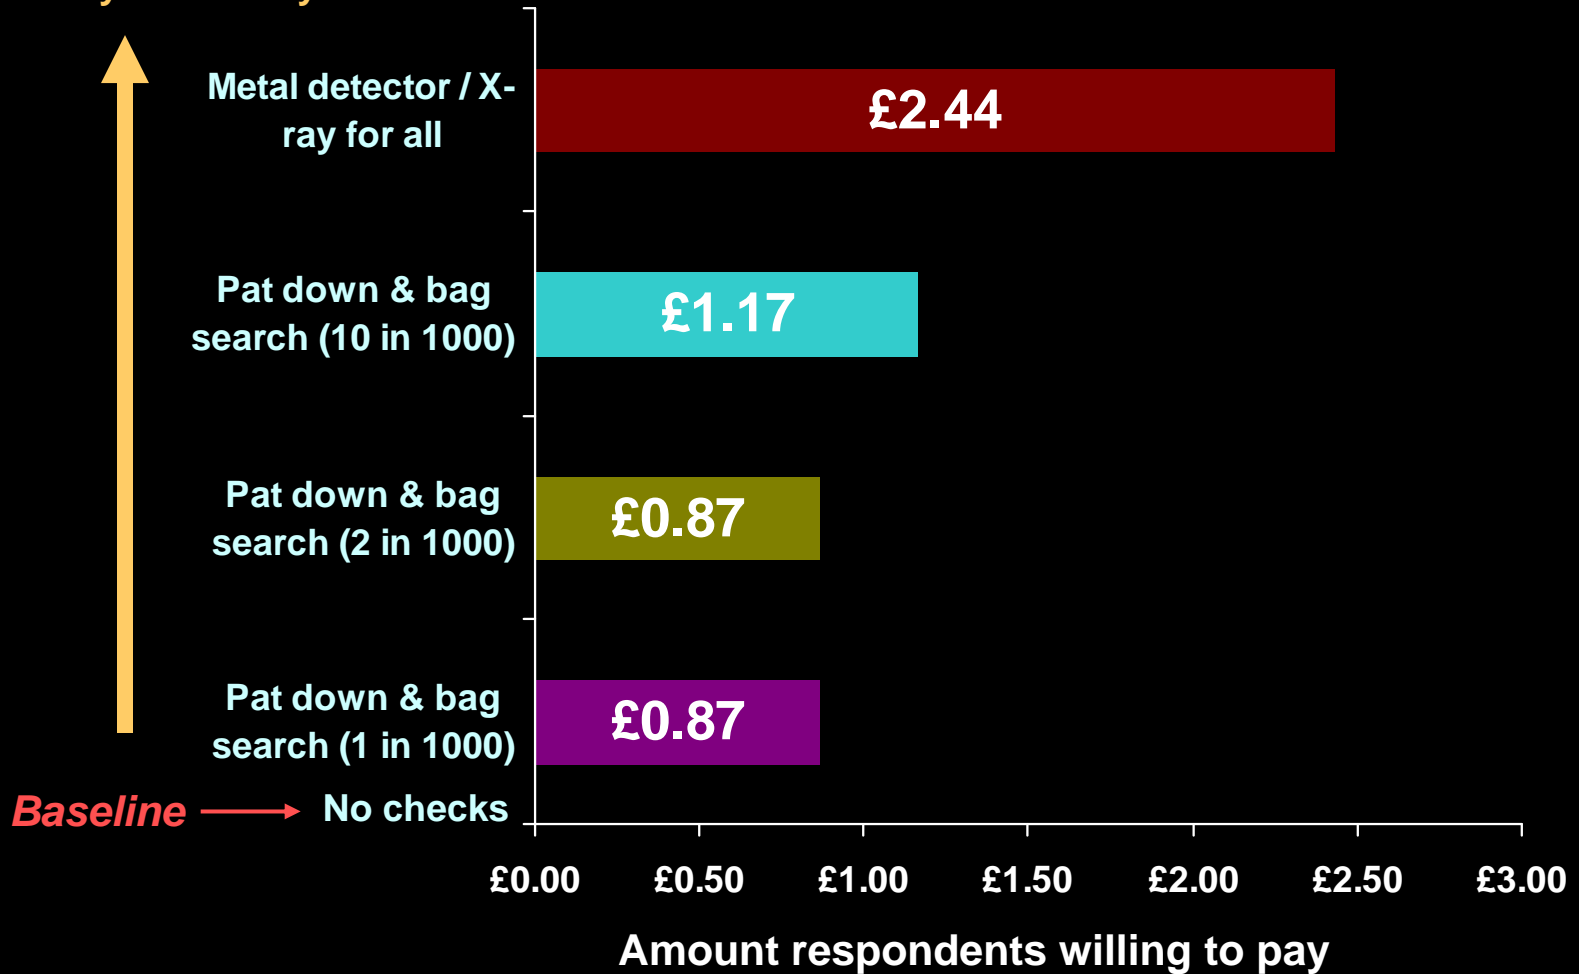 Metal detector / X-
ray for all
£2.44
Pat down & bag
search (10 in 1000)
£1.17
Pat down & bag
search (2 in 1000)
£0.87
Pat down & bag
search (1 in 1000)
£0.87
Baseline
No checks
£0.00 £0.50 £1.00 £1.50 £2.00 £2.50 £3.00
Amount respondents willing to pay